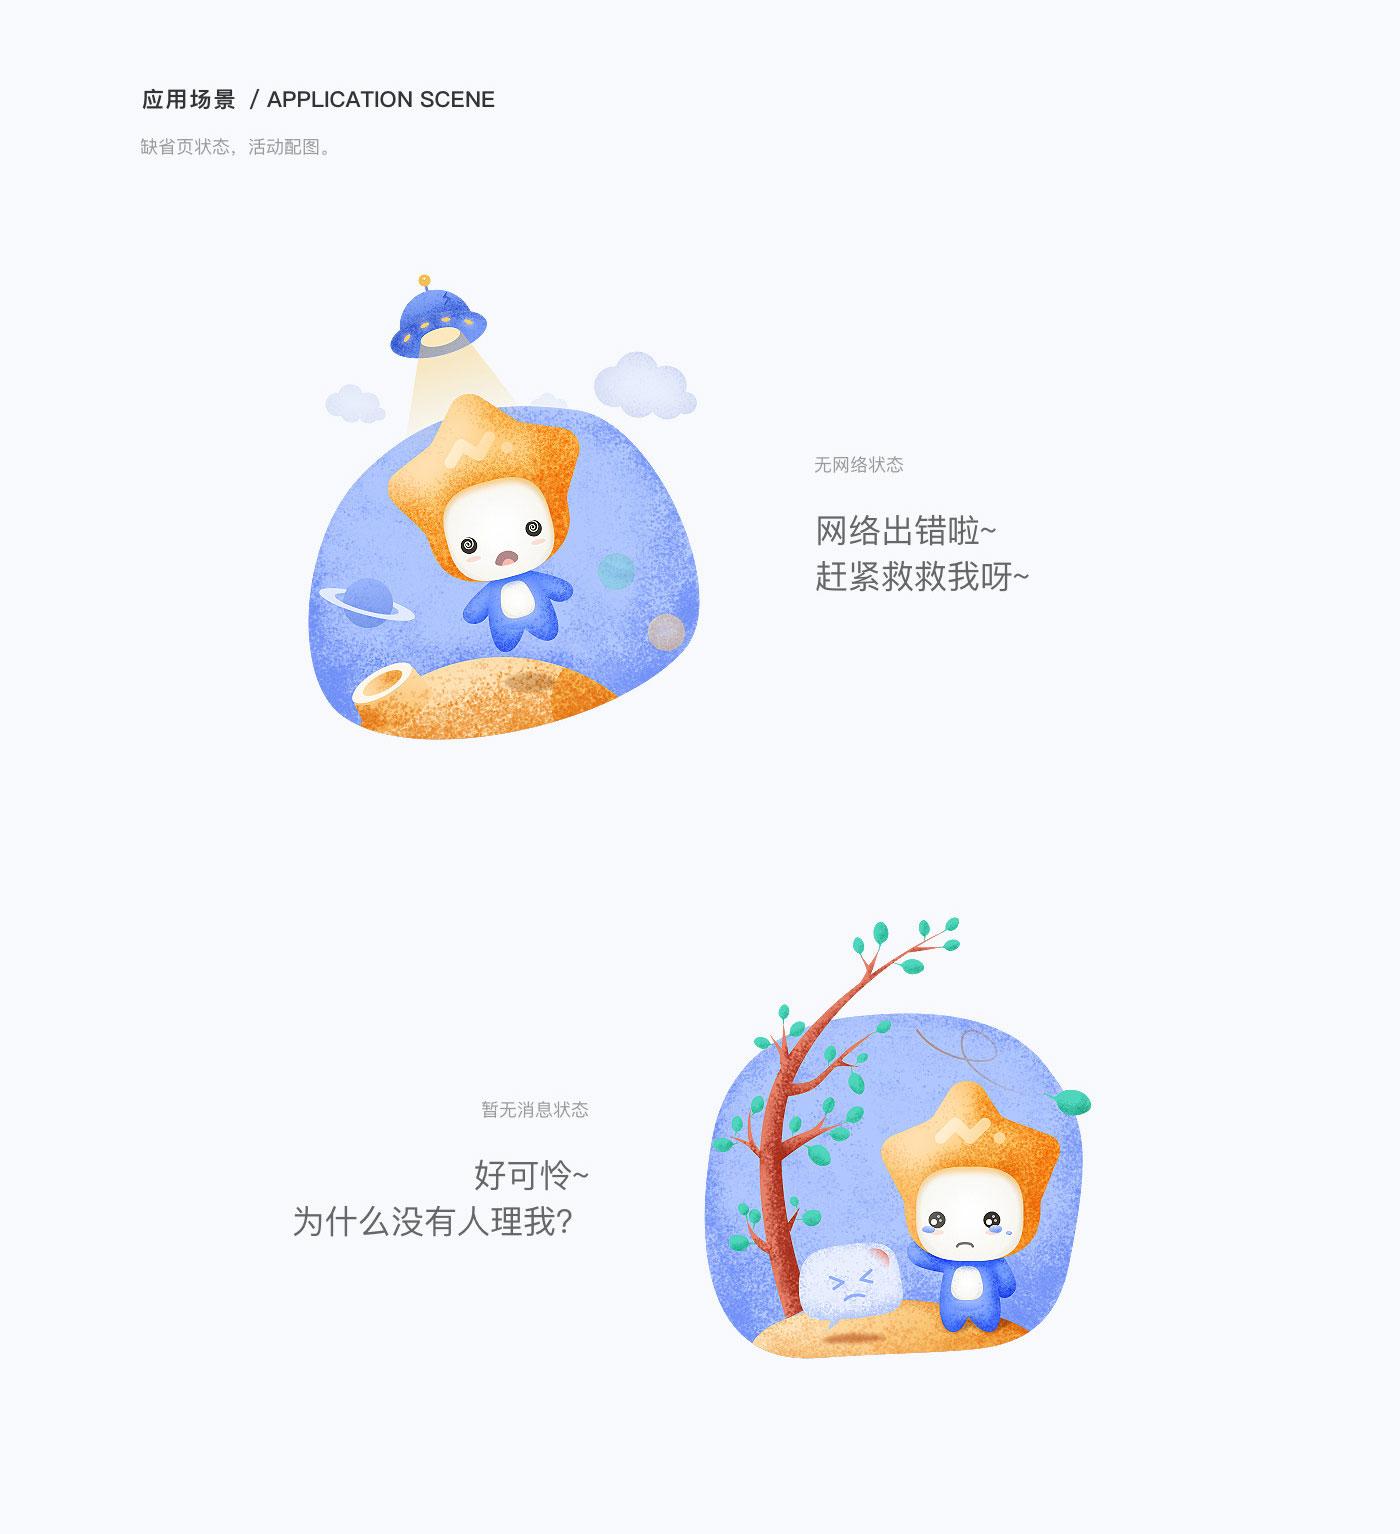 应用场景 / APPLICATION SCENE
缺省页状态，活动配图。
无网络状态
网络出错啦~
赶紧救救我呀~
暂无消息状态
好可怜~
为什么没有人理我？